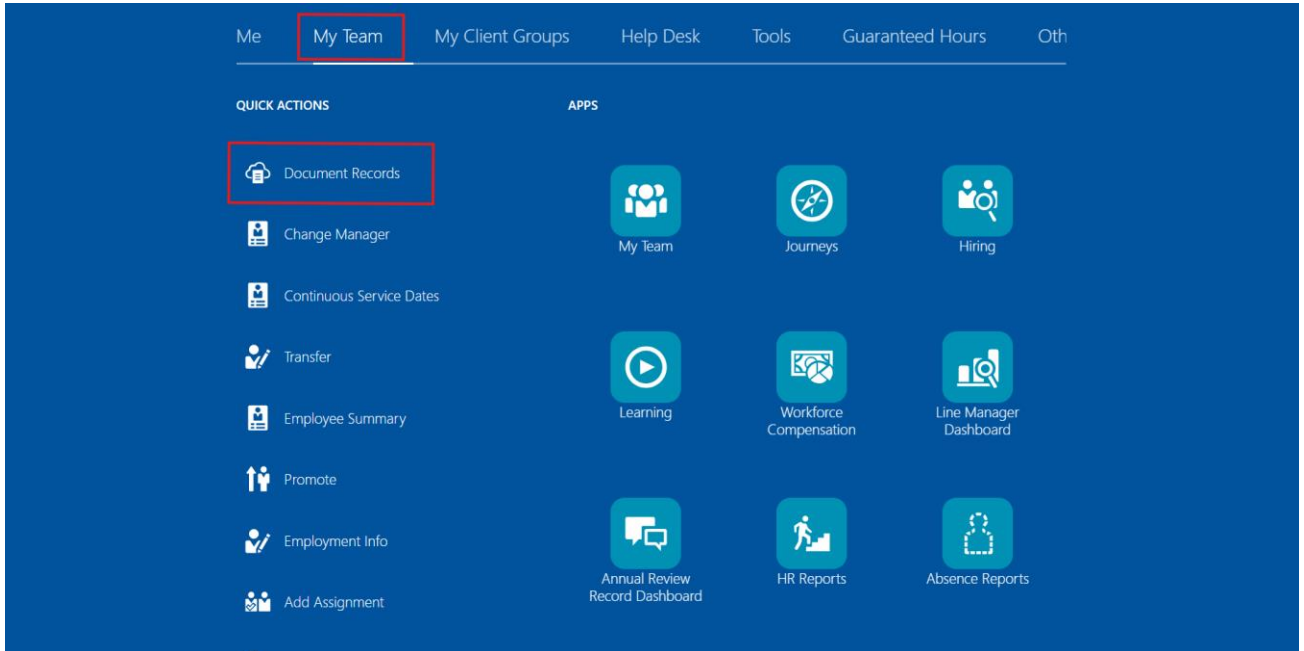 Me My Team My Client Groups Help Desk Tools Guaranteed Hours Oth
QUICK ACTIONS
Document Records
Change Manager
Continuous Service Dates
Transfer
Employee Summary
Promote
Employment Info
Add Assignment
APPS
My Team
Journeys
Hiring
Learning
Workforce
Compensation
Line Manager
Dashboard
Annual Review
Record Dashboard
HR Reports
Absence Reports